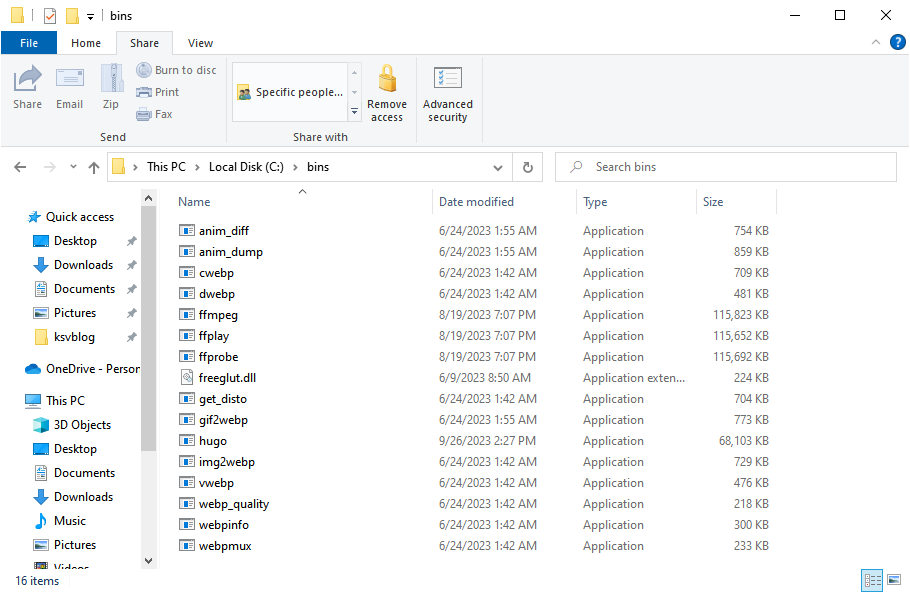 bins
File Home Share View
Share Email Zip
Burn to disc
Print
Fax
Send
Specific people...
Remove access
Share with
Advanced security
This PC Local Disk (C:) bins
Search bins
Name Date modified Type Size
anim_diff 6/24/2023 1:55 AM Application 754 KB
anim_dump 6/24/2023 1:55 AM Application 859 KB
cwebp 6/24/2023 1:42 AM Application 709 KB
dwebp 6/24/2023 1:42 AM Application 481 KB
ffmpeg 8/19/2023 7:07 PM Application 115,823 KB
ffplay 8/19/2023 7:07 PM Application 115,652 KB
ffprobe 8/19/2023 7:07 PM Application 115,692 KB
freeglut.dll 6/9/2023 8:50 AM Application exten... 224 KB
get_disto 6/24/2023 1:42 AM Application 704 KB
gif2webp 6/24/2023 1:55 AM Application 773 KB
hugo 9/26/2023 2:27 PM Application 68,103 KB
img2webp 6/24/2023 1:42 AM Application 729 KB
vwebp 6/24/2023 1:42 AM Application 476 KB
webp_quality 6/24/2023 1:42 AM Application 218 KB
webpinfo 6/24/2023 1:42 AM Application 300 KB
webpmux 6/24/2023 1:42 AM Application 233 KB
Quick access
Desktop
Downloads
Documents
Pictures
ksvblog
OneDrive - Person
This PC
3D Objects
Desktop
Documents
Downloads
Music
Pictures
Videos
16 items